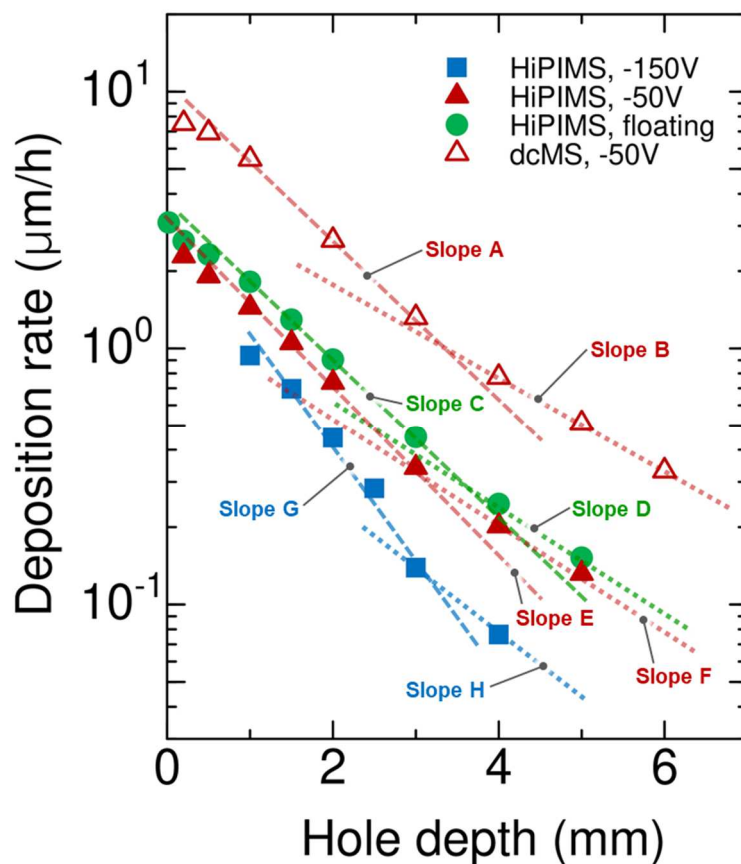 HiPIMS, -150V
HiPIMS, -50V
HiPIMS, floating
dcMS, -50V
10¹
10⁰
10⁻¹
Deposition rate (μm/h)
Slope A
Slope B
Slope C
Slope D
Slope G
Slope E
Slope F
Slope H
0 2 4 6
Hole depth (mm)